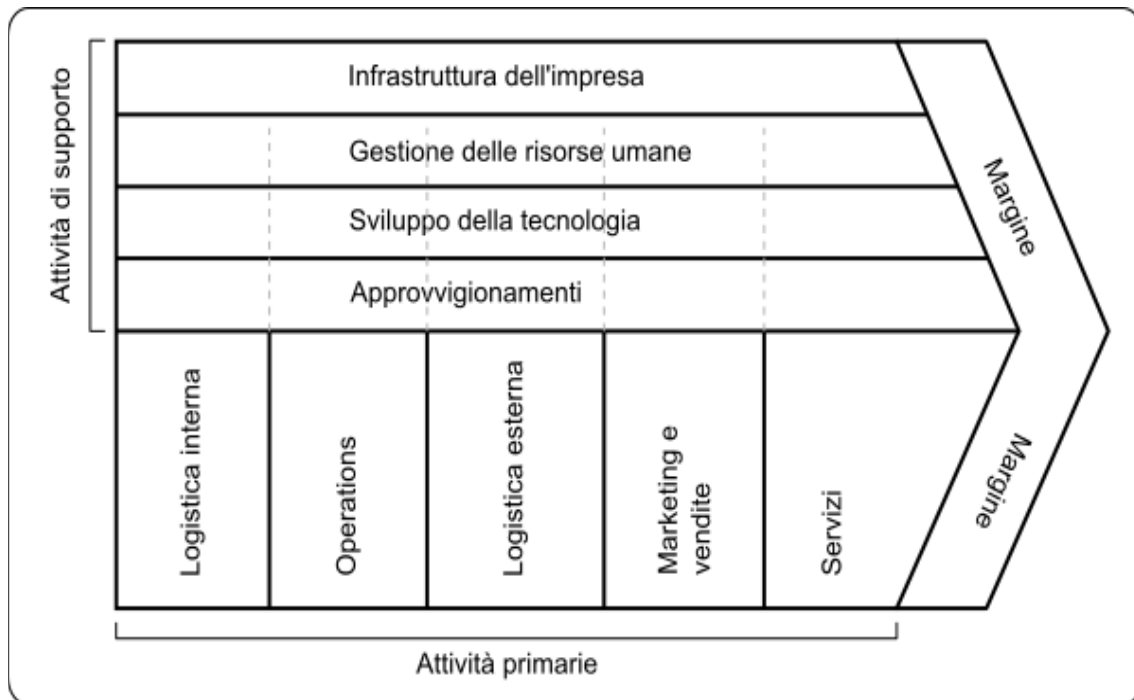 Attività di supporto
Infrastruttura dell'impresa
Gestione delle risorse umane
Sviluppo della tecnologia
Approvvigionamenti
Margine
Logistica interna
Operations
Logistica esterna
Marketing e
vendite
Servizi
Margine
Attività primarie